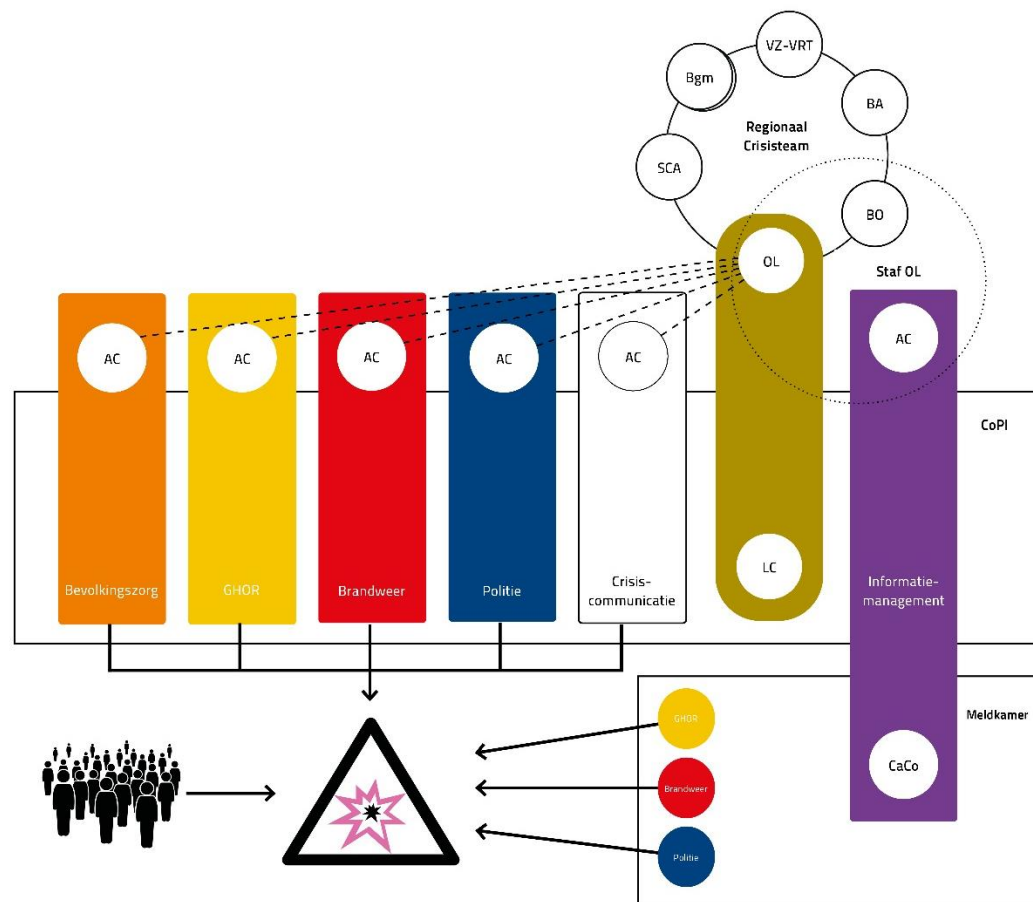 VZ-VRT
Bgm
BA
Regionaal
Crisisteam
SCA
BO
OL
Staf OL
AC
AC
AC
AC
AC
AC
CoPI
LC
Bevolkingszorg
GHOR
Brandweer
Politie
Crisis-
communicatie
Informatie-
management
Meldkamer
GHOR
CaCo
Brandweer
Politie